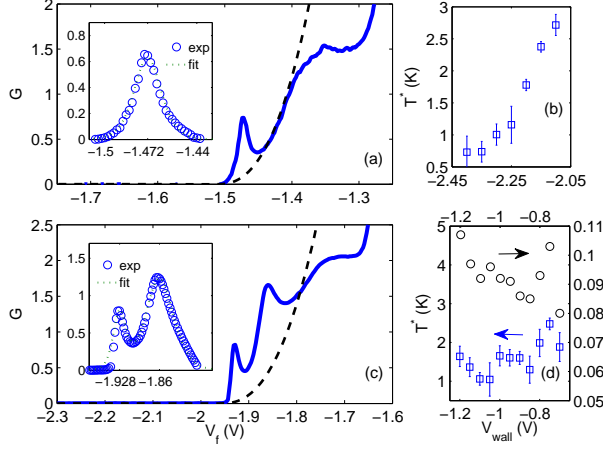 2
1.5
1
0.5
0
G
0.8
0.6
0.4
0.2
0
exp
fit
−1.5 −1.472 −1.44
(a)
−1.7 −1.6 −1.5 −1.4 −1.3
3
2.5
2
1.5
1
0.5
T* (K)
(b)
−2.45 −2.25 −2.05
2.5
2
1.5
1
0.5
0
G
1.5
1
0.5
0
exp
fit
−1.928 −1.86
(c)
−2.3 −2.2 −2.1 −2 −1.9 −1.8 −1.7 −1.6
V_f (V)
−1.2 −1 −0.8
5
4
3
2
1
T* (K)
0.11
0.1
0.09
0.08
0.07
0.06
0.05
(d)
−1.2 −1 −0.8
V_wall (V)